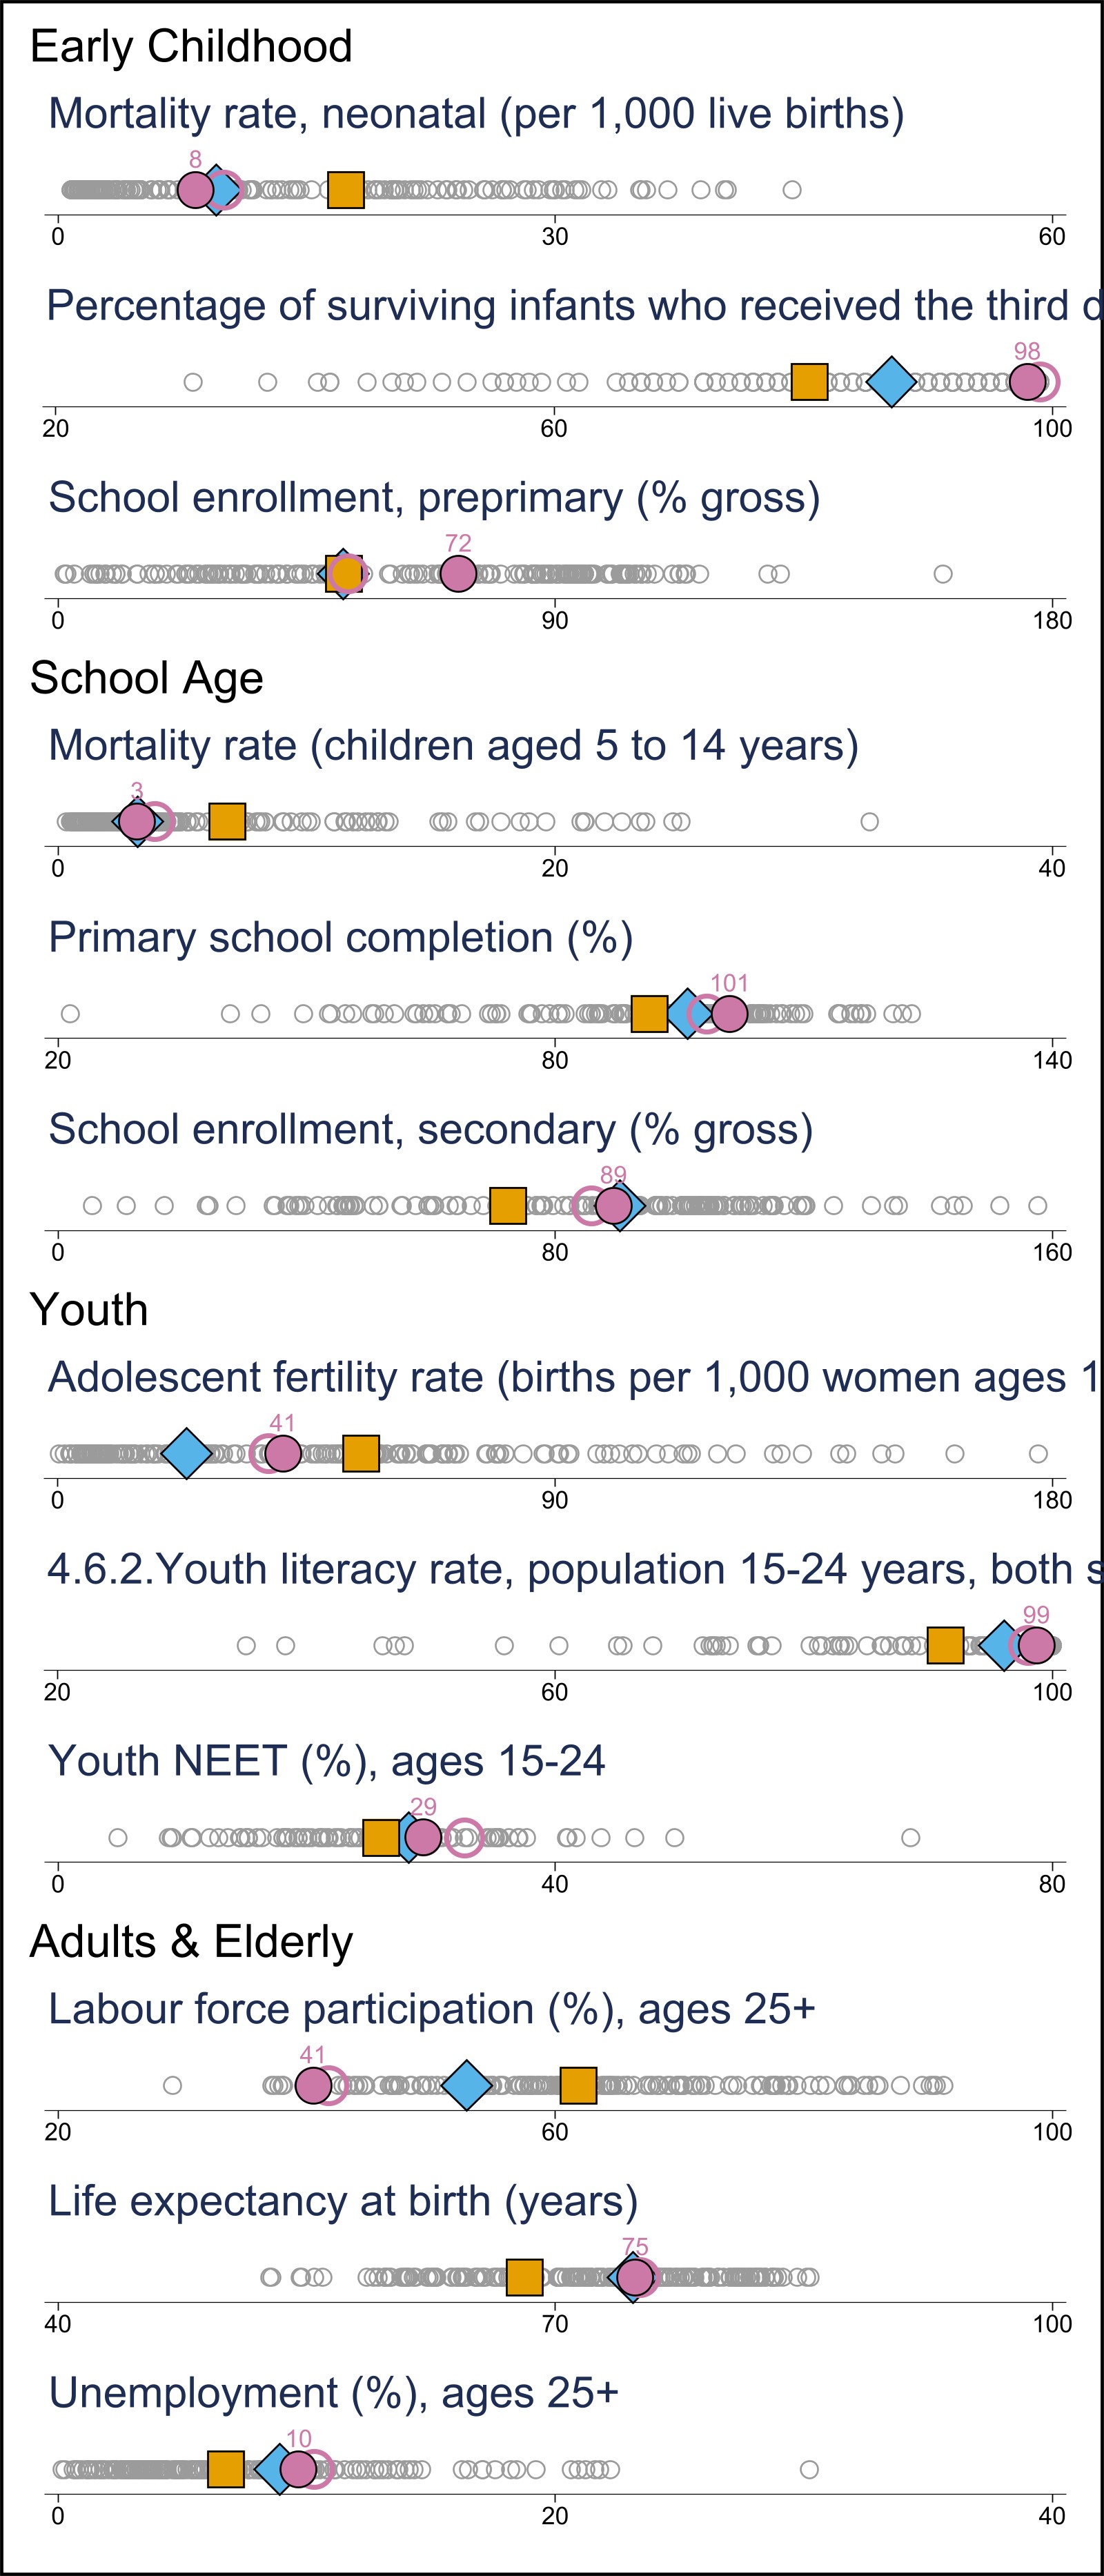 Early Childhood
Mortality rate, neonatal (per 1,000 live births)
8
0 30 60
Percentage of surviving infants who received the third d
98
20 60 100
School enrollment, preprimary (% gross)
72
0 90 180
School Age
Mortality rate (children aged 5 to 14 years)
3
0 20 40
Primary school completion (%)
101
20 80 140
School enrollment, secondary (% gross)
89
0 80 160
Youth
Adolescent fertility rate (births per 1,000 women ages 1
41
0 90 180
4.6.2.Youth literacy rate, population 15-24 years, both s
99
20 60 100
Youth NEET (%), ages 15-24
29
0 40 80
Adults & Elderly
Labour force participation (%), ages 25+
41
20 60 100
Life expectancy at birth (years)
75
40 70 100
Unemployment (%), ages 25+
10
0 20 40